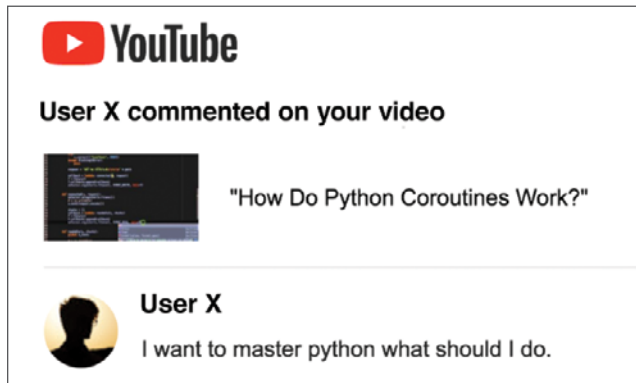 YouTube
User X commented on your video
"How Do Python Coroutines Work?"
User X
I want to master python what should I do.